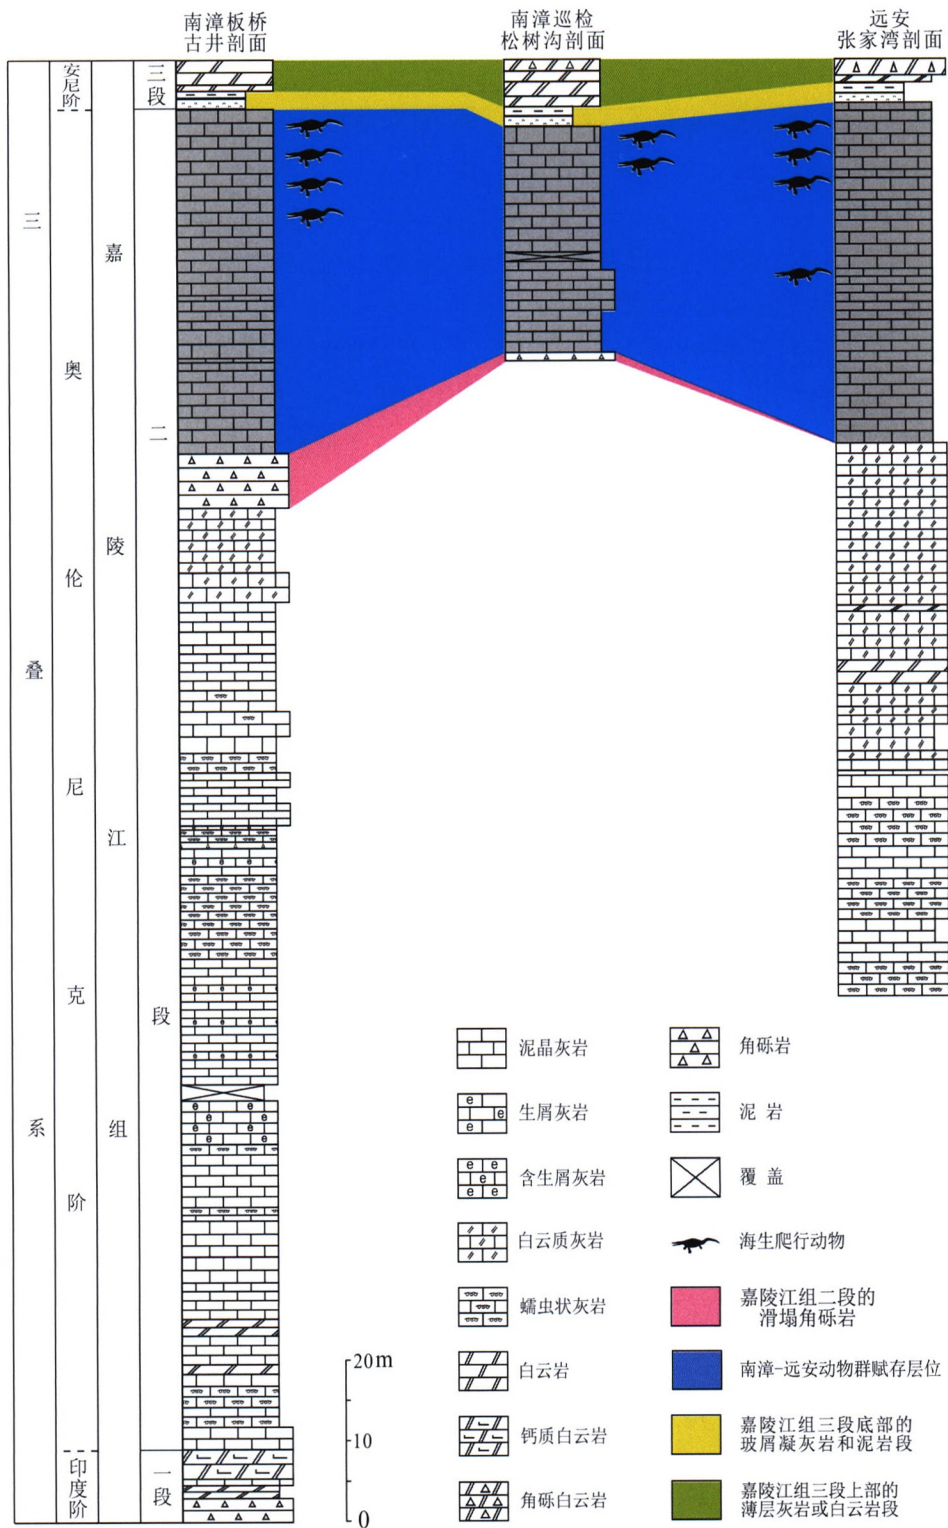 南漳板桥
古井剖面
南漳巡检
松树沟剖面
远安
张家湾剖面
三叠系
安尼阶
奥伦尼克阶
印度阶
嘉陵江组
三段
二段
一段
泥晶灰岩
生屑灰岩
含生屑灰岩
白云质灰岩
蠕虫状灰岩
白云岩
钙质白云岩
角砾白云岩
角砾岩
泥 岩
覆 盖
海生爬行动物
嘉陵江组二段的
滑塌角砾岩
南漳-远安动物群赋存层位
嘉陵江组三段底部的
玻屑凝灰岩和泥岩段
嘉陵江组三段上部的
薄层灰岩或白云岩段
20m
10
0